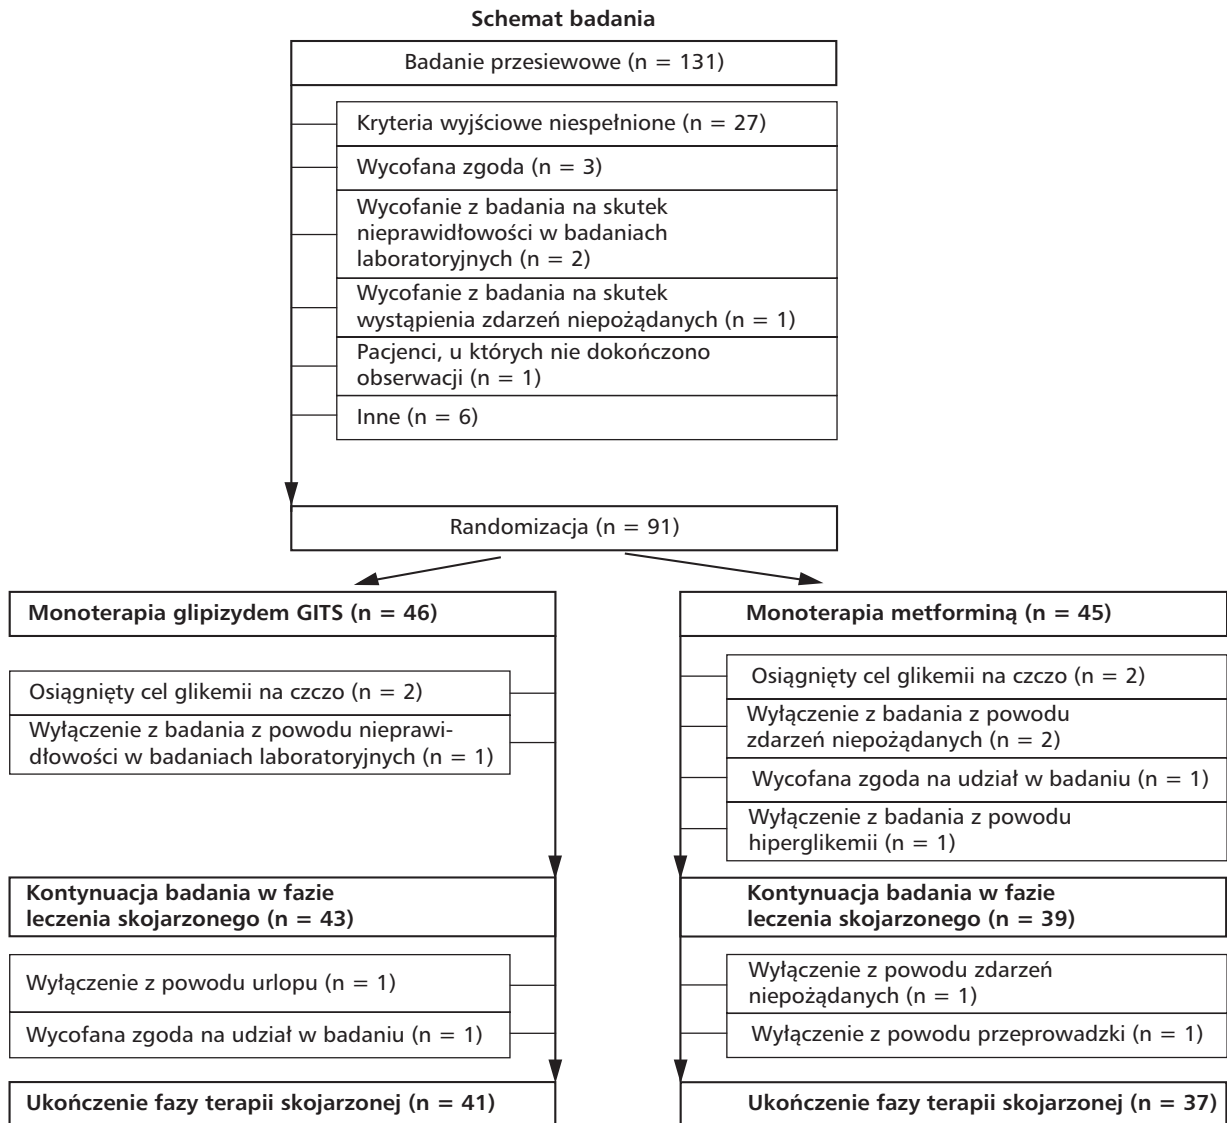 Schemat badania
Badanie przesiewowe (n = 131)
Kryteria wyjściowe niespełnione (n = 27)
Wycofana zgoda (n = 3)
Wycofanie z badania na skutek
nieprawidłowości w badaniach
laboratoryjnych (n = 2)
Wycofanie z badania na skutek
wystąpienia zdarzeń niepożądanych (n = 1)
Pacjenci, u których nie dokończono
obserwacji (n = 1)
Inne (n = 6)
Randomizacja (n = 91)
Monoterapia glipizydem GITS (n = 46)
Osiągnięty cel glikemii na czczo (n = 2)
Wyłączenie z badania z powodu nieprawi-
dłowości w badaniach laboratoryjnych (n = 1)
Kontynuacja badania w fazie
leczenia skojarzonego (n = 43)
Wyłączenie z powodu urlopu (n = 1)
Wycofana zgoda na udział w badaniu (n = 1)
Ukończenie fazy terapii skojarzonej (n = 41)
Monoterapia metforminą (n = 45)
Osiągnięty cel glikemii na czczo (n = 2)
Wyłączenie z badania z powodu
zdarzeń niepożądanych (n = 2)
Wycofana zgoda na udział w badaniu (n = 1)
Wyłączenie z badania z powodu
hiperglikemii (n = 1)
Kontynuacja badania w fazie
leczenia skojarzonego (n = 39)
Wyłączenie z powodu zdarzeń
niepożądanych (n = 1)
Wyłączenie z powodu przeprowadzki (n = 1)
Ukończenie fazy terapii skojarzonej (n = 37)